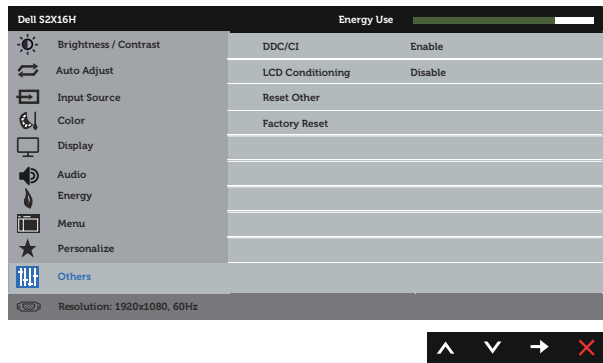 Dell S2X16H Energy Use
Brightness / Contrast
Auto Adjust
Input Source
Color
Display
Audio
Energy
Menu
Personalize
Others
DDC/CI Enable
LCD Conditioning Disable
Reset Other
Factory Reset
Resolution: 1920x1080, 60Hz